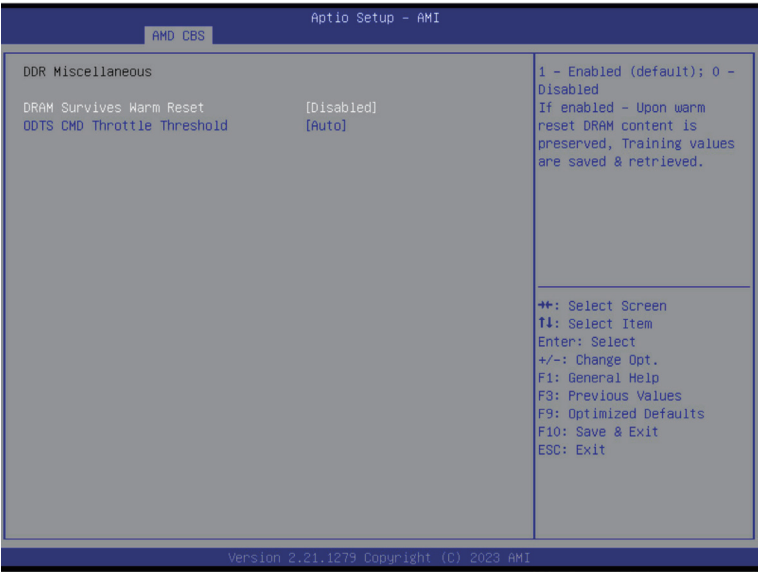 Aptio Setup – AMI
AMD CBS
DDR Miscellaneous
DRAM Survives Warm Reset [Disabled]
ODTS CMD Throttle Threshold [Auto]
1 – Enabled (default); 0 –
Disabled
If enabled – Upon warm
reset DRAM content is
preserved, Training values
are saved & retrieved.
→←: Select Screen
↑↓: Select Item
Enter: Select
+/-: Change Opt.
F1: General Help
F3: Previous Values
F9: Optimized Defaults
F10: Save & Exit
ESC: Exit
Version 2.21.1279 Copyright (C) 2023 AMI